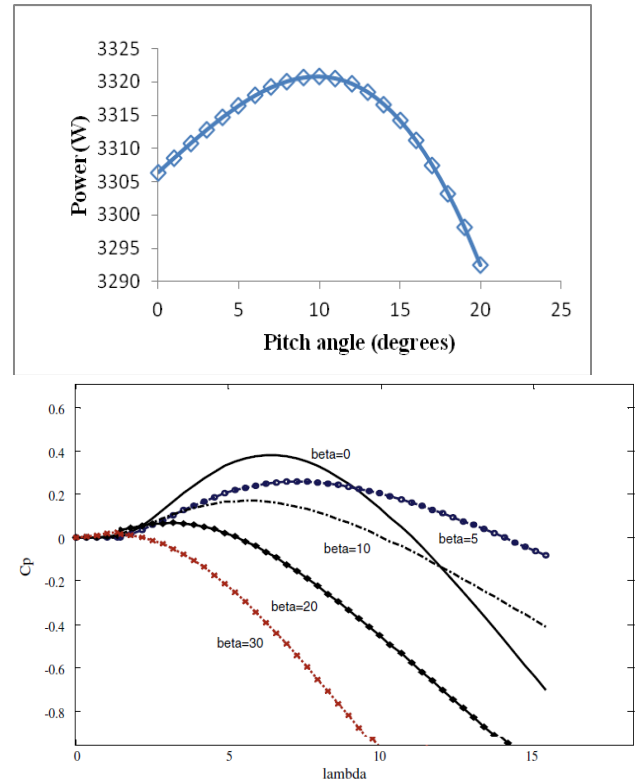 3325
3320
3315
3310
3305
3300
3295
3290
Power (W)
0 5 10 15 20 25
Pitch angle (degrees)
0.6
0.4
0.2
0
-0.2
-0.4
-0.6
-0.8
Cp
beta=0
beta=5
beta=10
beta=20
beta=30
0 5 10 15
lambda